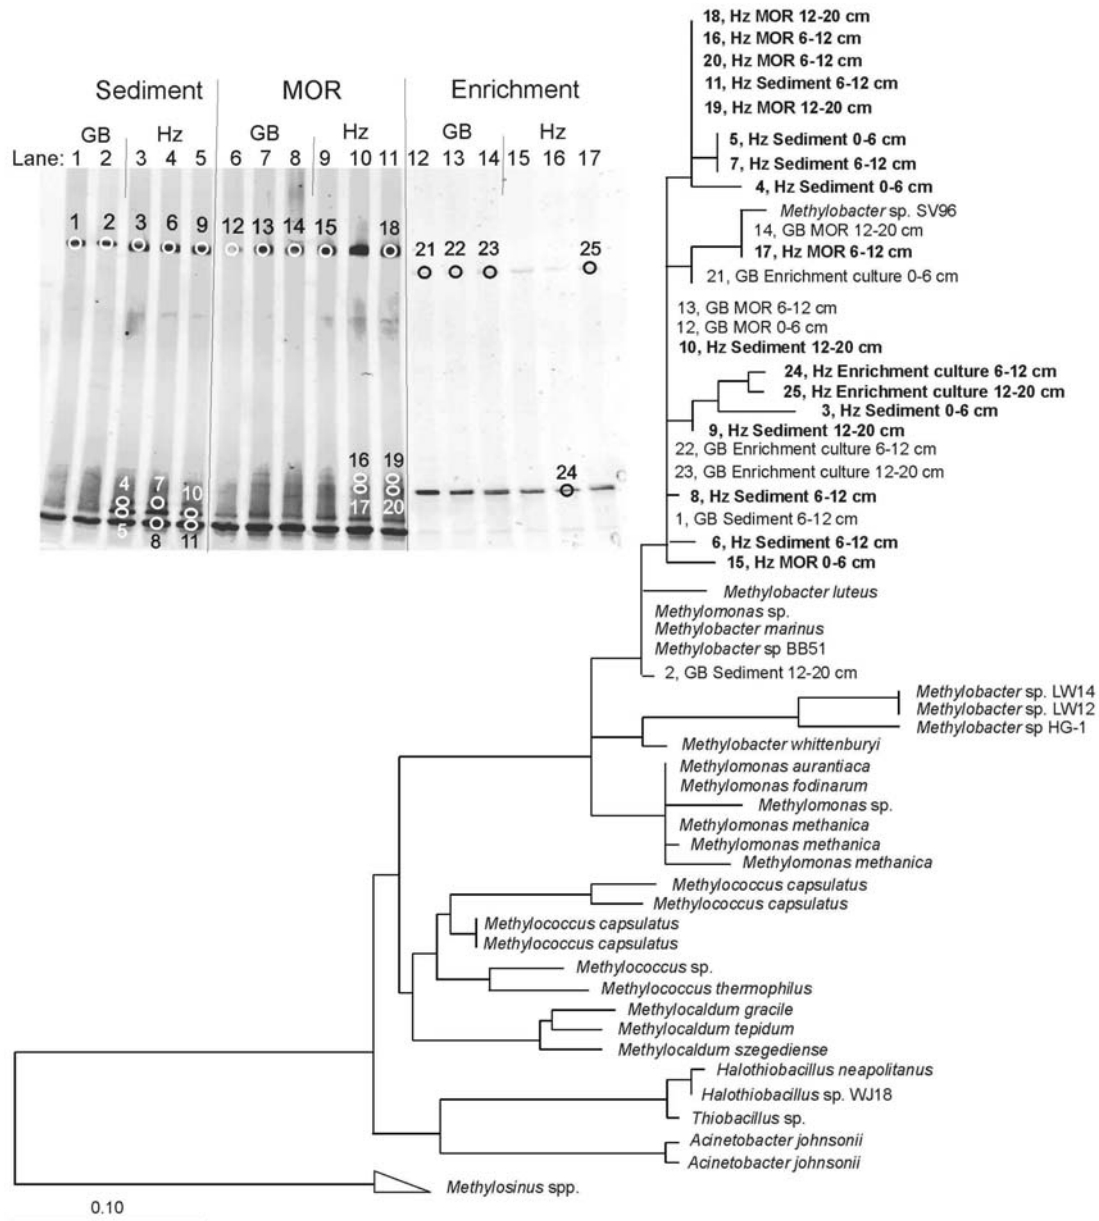 Sediment MOR Enrichment
GB Hz GB Hz GB Hz
Lane: 1 2 3 4 5 6 7 8 9 10 11 12 13 14 15 16 17
1 2 3 6 9 12 13 14 15 18 21 22 23 25
16 19
4 7 10 24
17 20
5 8 11
18, Hz MOR 12-20 cm
16, Hz MOR 6-12 cm
20, Hz MOR 6-12 cm
11, Hz Sediment 6-12 cm
19, Hz MOR 12-20 cm
5, Hz Sediment 0-6 cm
7, Hz Sediment 6-12 cm
4, Hz Sediment 0-6 cm
Methylobacter sp. SV96
14, GB MOR 12-20 cm
17, Hz MOR 6-12 cm
21, GB Enrichment culture 0-6 cm
13, GB MOR 6-12 cm
12, GB MOR 0-6 cm
10, Hz Sediment 12-20 cm
24, Hz Enrichment culture 6-12 cm
25, Hz Enrichment culture 12-20 cm
3, Hz Sediment 0-6 cm
9, Hz Sediment 12-20 cm
22, GB Enrichment culture 6-12 cm
23, GB Enrichment culture 12-20 cm
8, Hz Sediment 6-12 cm
1, GB Sediment 6-12 cm
6, Hz Sediment 6-12 cm
15, Hz MOR 0-6 cm
Methylobacter luteus
Methylomonas sp.
Methylobacter marinus
Methylobacter sp BB51
2, GB Sediment 12-20 cm
Methylobacter sp. LW14
Methylobacter sp. LW12
Methylobacter sp HG-1
Methylobacter whittenburyi
Methylomonas aurantiaca
Methylomonas fodinarum
Methylomonas sp.
Methylomonas methanica
Methylomonas methanica
Methylomonas methanica
Methylococcus capsulatus
Methylococcus capsulatus
Methylococcus capsulatus
Methylococcus capsulatus
Methylococcus sp.
Methylococcus thermophilus
Methylocaldum gracile
Methylocaldum tepidum
Methylocaldum szegediense
Halothiobacillus neapolitanus
Halothiobacillus sp. WJ18
Thiobacillus sp.
Acinetobacter johnsonii
Acinetobacter johnsonii
Methylosinus spp.
0.10